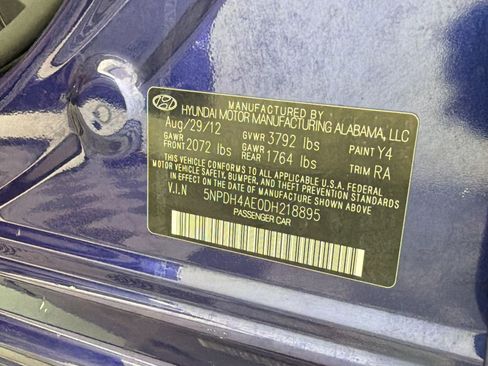 MANUFACTURED BY
HYUNDAI MOTOR MANUFACTURING ALABAMA, LLC
Aug/29/12 GVWR 3792 lbs
GAWR FRONT 2072 lbs GAWR REAR 1764 lbs PAINT Y4
THIS VEHICLE CONFORMS TO ALL APPLICABLE U.S.A. FEDERAL TRIM RA
MOTOR VEHICLE SAFETY, BUMPER, AND THEFT PREVENTION STANDARDS
IN EFFECT ON THE DATE OF MANUFACTURE SHOWN ABOVE.
V.I.N 5NPDH4AE0DH218895
PASSENGER CAR